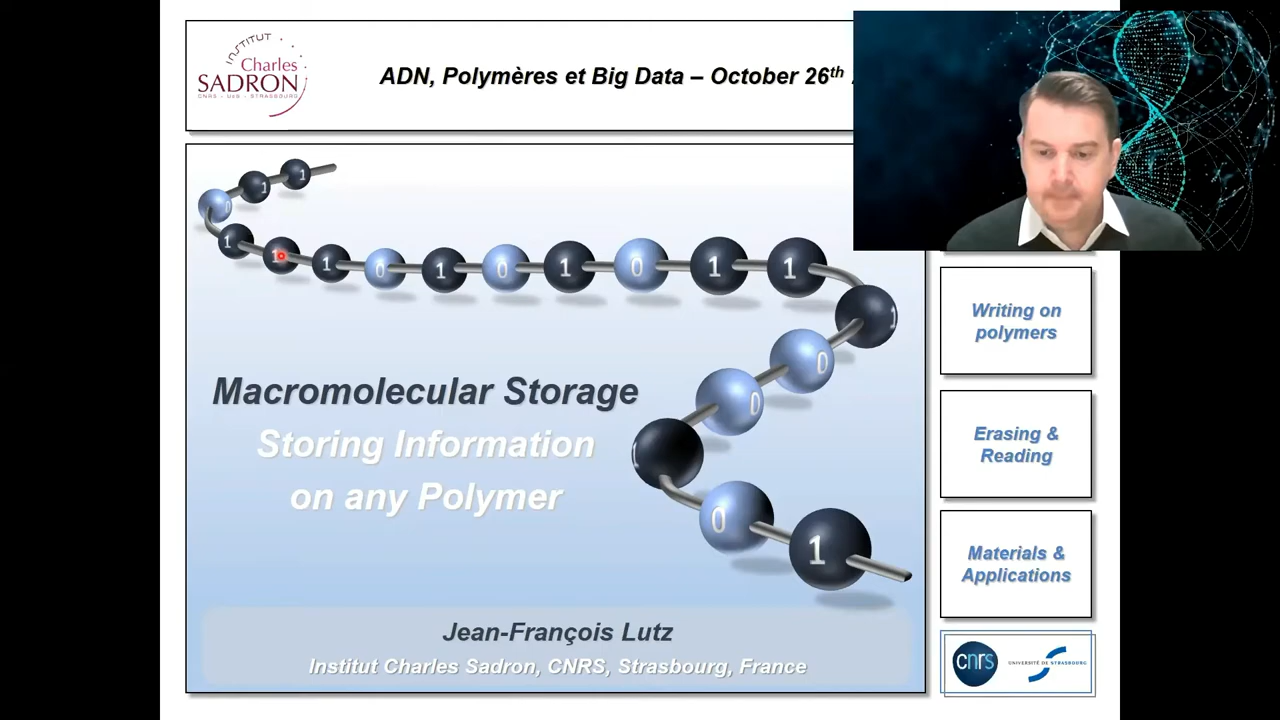 INSTITUT
Charles
SADRON
CNRS - UdS - STRASBOURG
ADN, Polymères et Big Data – October 26th
1
1
0
1
1
1
0
1
0
1
0
1
1
1
0
0
0
1
Macromolecular Storage
Storing Information
on any Polymer
Jean-François Lutz
Institut Charles Sadron, CNRS, Strasbourg, France
Writing on
polymers
Erasing &
Reading
Materials &
Applications
cnrs
UNIVERSITÉ DE STRASBOURG